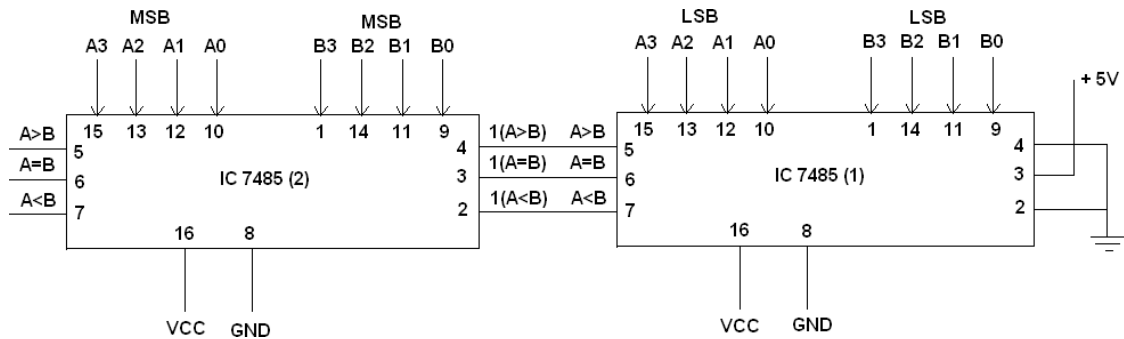 MSB MSB LSB LSB
A3 A2 A1 A0 B3 B2 B1 B0 A3 A2 A1 A0 B3 B2 B1 B0
+ 5V
15 13 12 10 1 14 11 9 15 13 12 10 1 14 11 9
A>B 5 4 1(A>B) A>B 5 4
A=B 6 IC 7485 (2) 3 1(A=B) A=B 6 IC 7485 (1) 3
A<B 7 2 1(A<B) A<B 7 2
16 8 16 8
VCC GND VCC GND